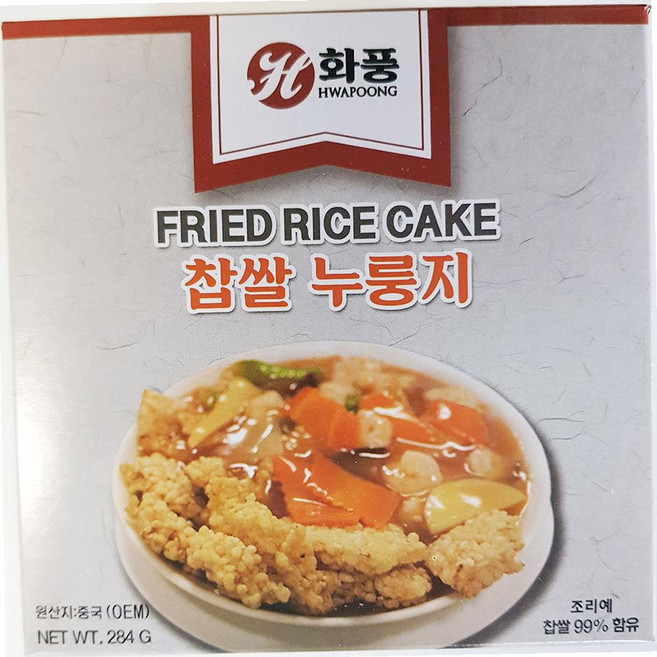 H 화풍
HWAPOONG
FRIED RICE CAKE
찹쌀 누룽지
원산지:중국(OEM)
NET WT. 284 G
조리예
찹쌀 99% 함유